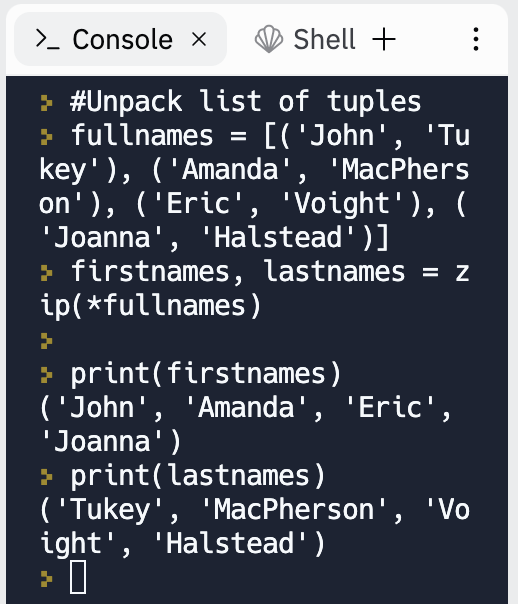 >_ Console × Shell +
#Unpack list of tuples
fullnames = [('John', 'Tu
key'), ('Amanda', 'MacPhers
on'), ('Eric', 'Voight'), (
'Joanna', 'Halstead')]
firstnames, lastnames = z
ip(*fullnames)
print(firstnames)
('John', 'Amanda', 'Eric',
'Joanna')
print(lastnames)
('Tukey', 'MacPherson', 'Vo
ight', 'Halstead')